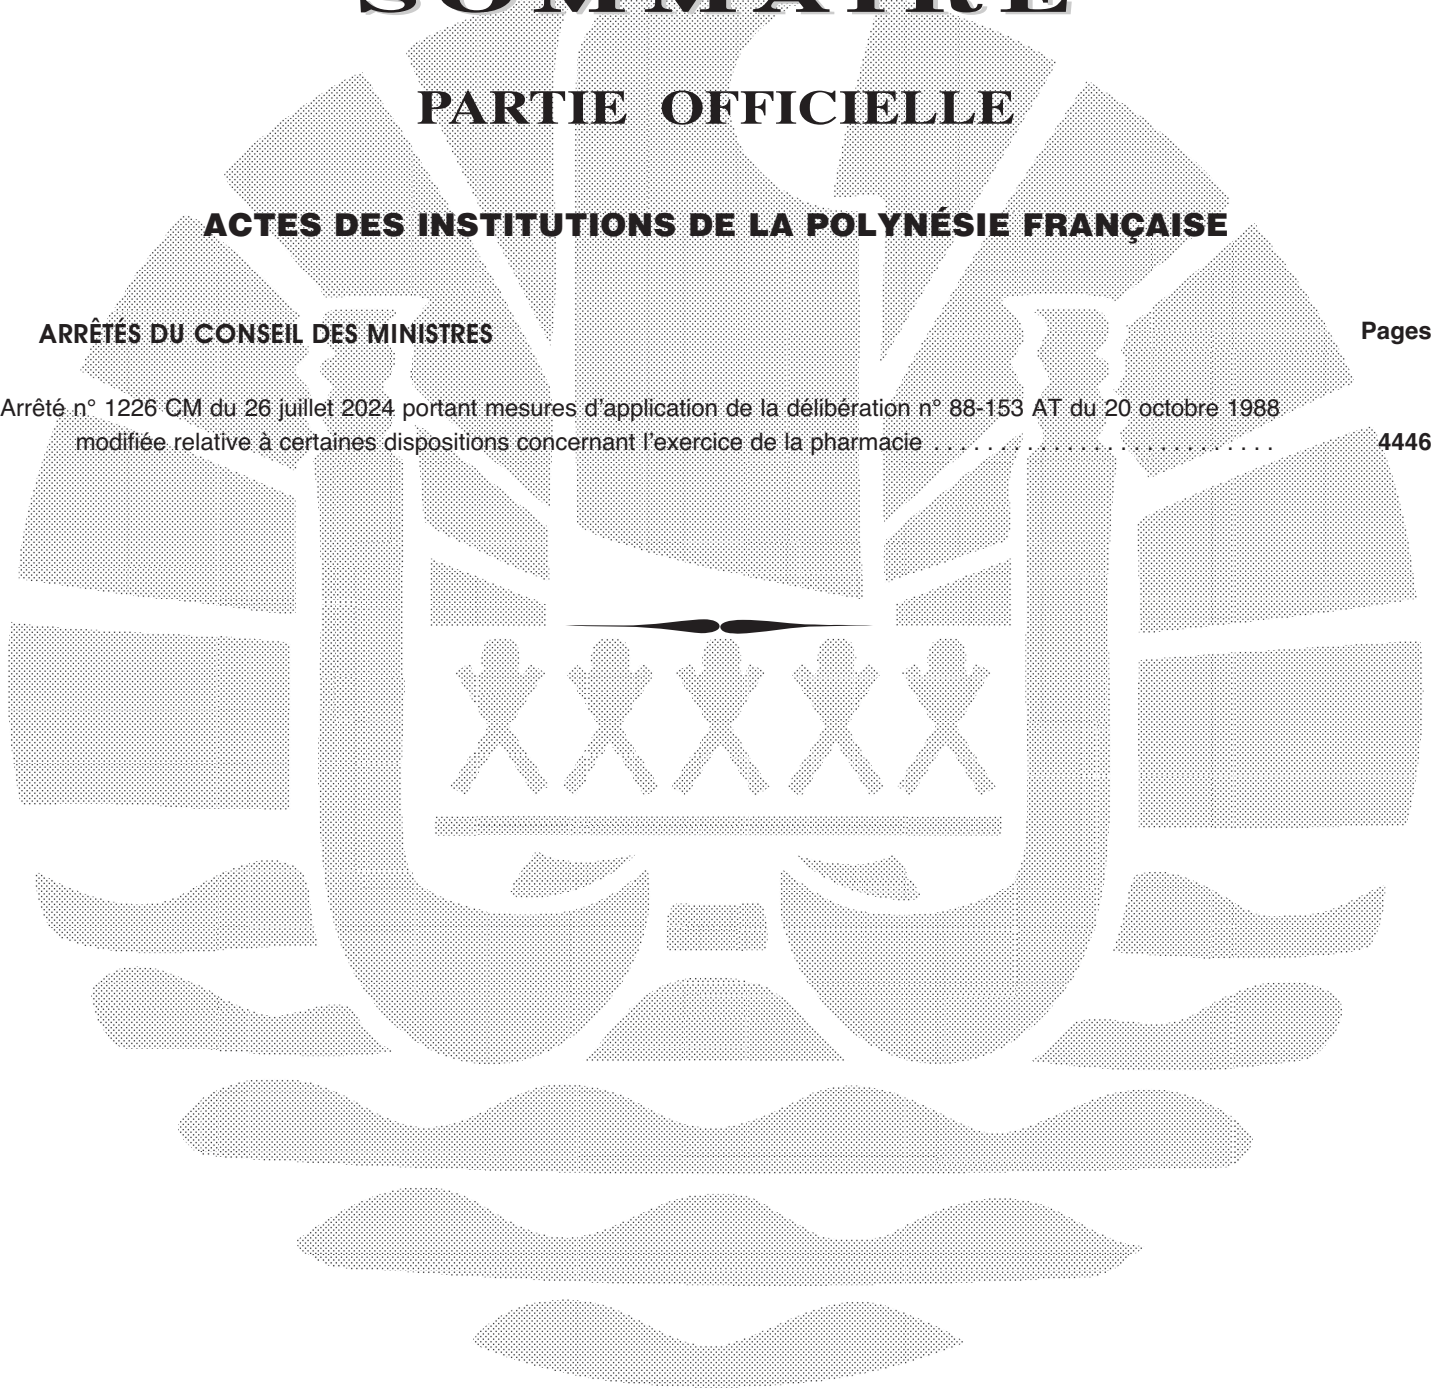 SOMMAIRE
PARTIE OFFICIELLE
ACTES DES INSTITUTIONS DE LA POLYNÉSIE FRANÇAISE
ARRÊTÉS DU CONSEIL DES MINISTRES Pages
Arrêté n° 1226 CM du 26 juillet 2024 portant mesures d’application de la délibération n° 88-153 AT du 20 octobre 1988
modifiée relative à certaines dispositions concernant l’exercice de la pharmacie . . . . . . . . . . . . . . . . . . . . . . . . . . 4446